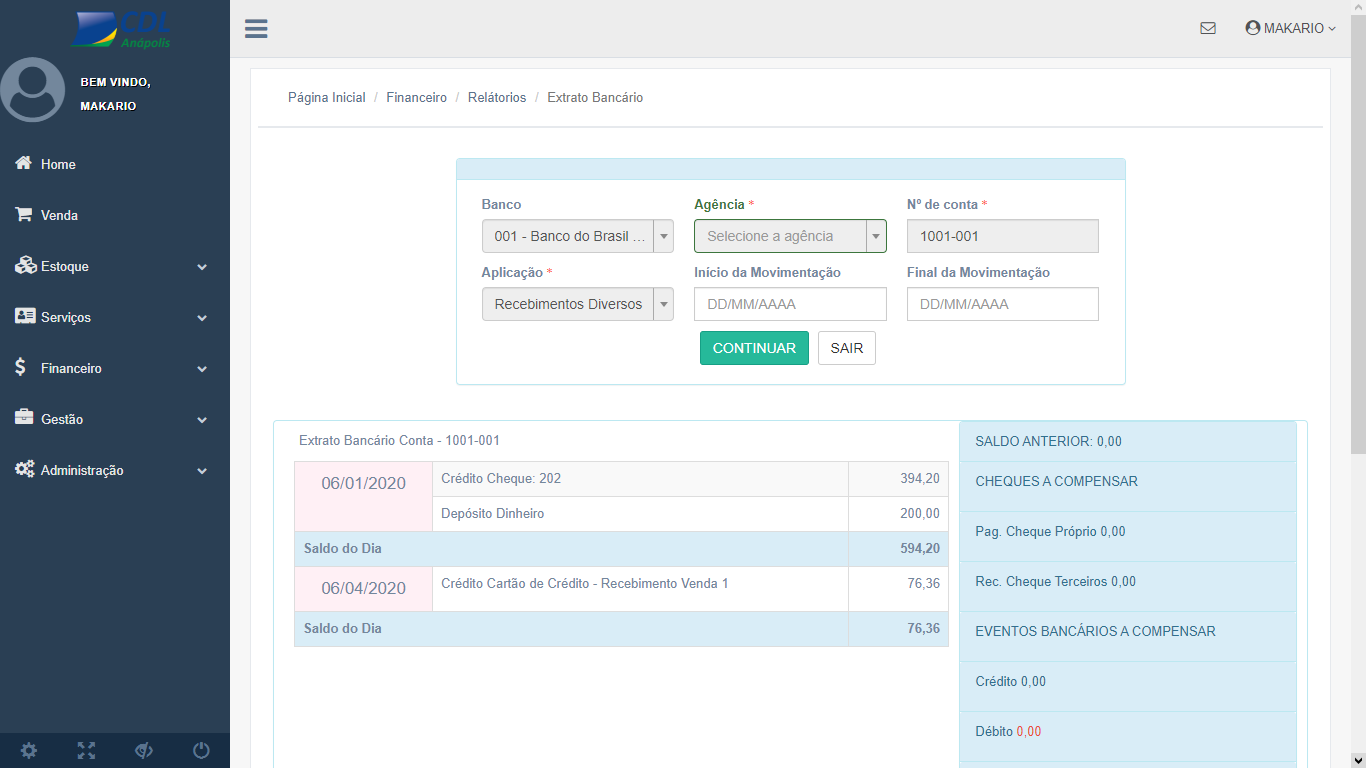 CDL
Anápolis
BEM VINDO,
MAKARIO
Home
Venda
Estoque
Serviços
Financeiro
Gestão
Administração
MAKARIO
Página Inicial / Financeiro / Relátorios / Extrato Bancário
Banco
Agência *
Nº de conta *
001 - Banco do Brasil ...
Selecione a agência
1001-001
Aplicação *
Início da Movimentação
Final da Movimentação
Recebimentos Diversos
DD/MM/AAAA
DD/MM/AAAA
CONTINUAR
SAIR
Extrato Bancário Conta - 1001-001
06/01/2020
Crédito Cheque: 202
394,20
Depósito Dinheiro
200,00
Saldo do Dia
594,20
06/04/2020
Crédito Cartão de Crédito - Recebimento Venda 1
76,36
Saldo do Dia
76,36
SALDO ANTERIOR: 0,00
CHEQUES A COMPENSAR
Pag. Cheque Próprio 0,00
Rec. Cheque Terceiros 0,00
EVENTOS BANCÁRIOS A COMPENSAR
Crédito 0,00
Débito 0,00